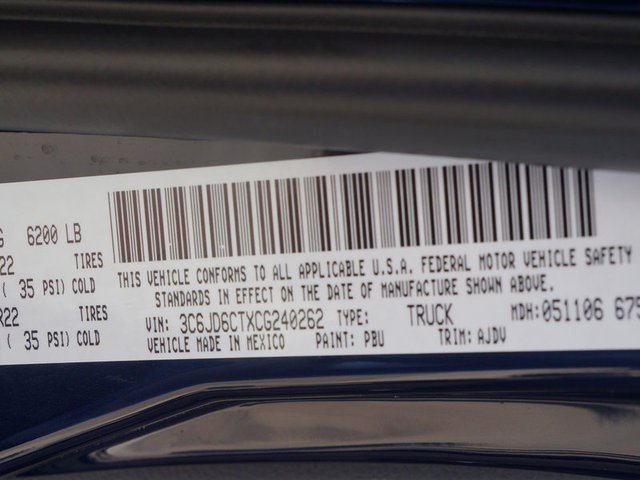 G 6200 LB
22 TIRES
( 35 PSI) COLD
R22 TIRES
( 35 PSI) COLD
THIS VEHICLE CONFORMS TO ALL APPLICABLE U.S.A. FEDERAL MOTOR VEHICLE SAFETY
STANDARDS IN EFFECT ON THE DATE OF MANUFACTURE SHOWN ABOVE.
VIN: 3C6JD6CTXCG240262 TYPE: TRUCK MDH:051106 675
VEHICLE MADE IN MEXICO PAINT: PBU TRIM: AJDV